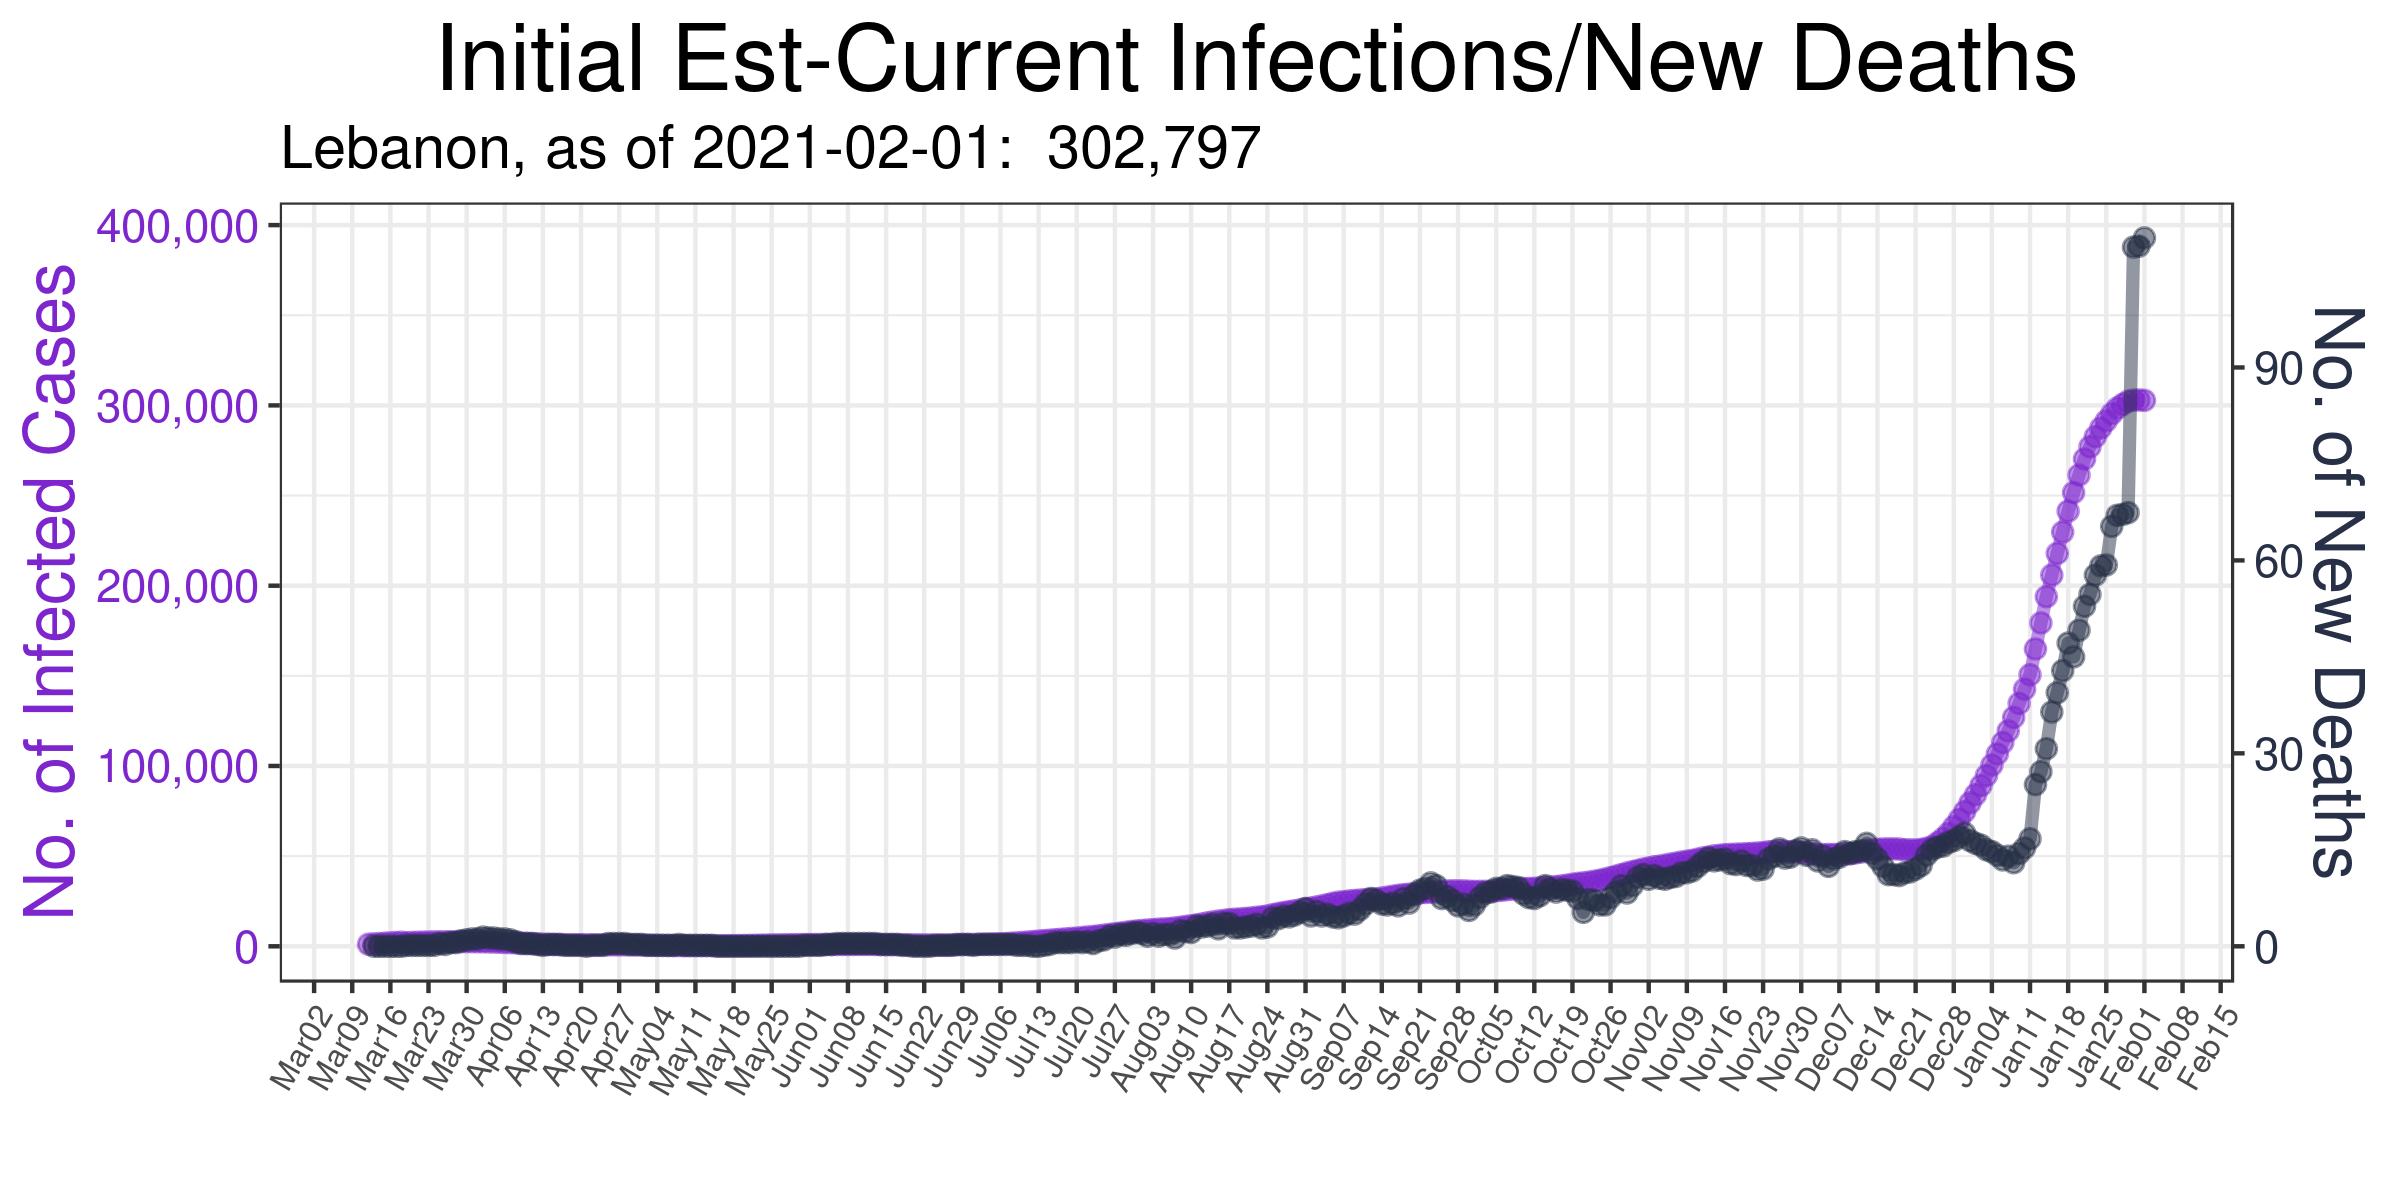 Initial Est-Current Infections/New Deaths
Lebanon, as of 2021-02-01: 302,797
No. of Infected Cases
400,000
300,000
200,000
100,000
0
90
60
30
0
No. of New Deaths
Mar02
Mar09
Mar16
Mar23
Mar30
Apr06
Apr13
Apr20
Apr27
May04
May11
May18
May25
Jun01
Jun08
Jun15
Jun22
Jun29
Jul06
Jul13
Jul20
Jul27
Aug03
Aug10
Aug17
Aug24
Aug31
Sep07
Sep14
Sep21
Sep28
Oct05
Oct12
Oct19
Oct26
Nov02
Nov09
Nov16
Nov23
Nov30
Dec07
Dec14
Dec21
Dec28
Jan04
Jan11
Jan18
Jan25
Feb01
Feb08
Feb15